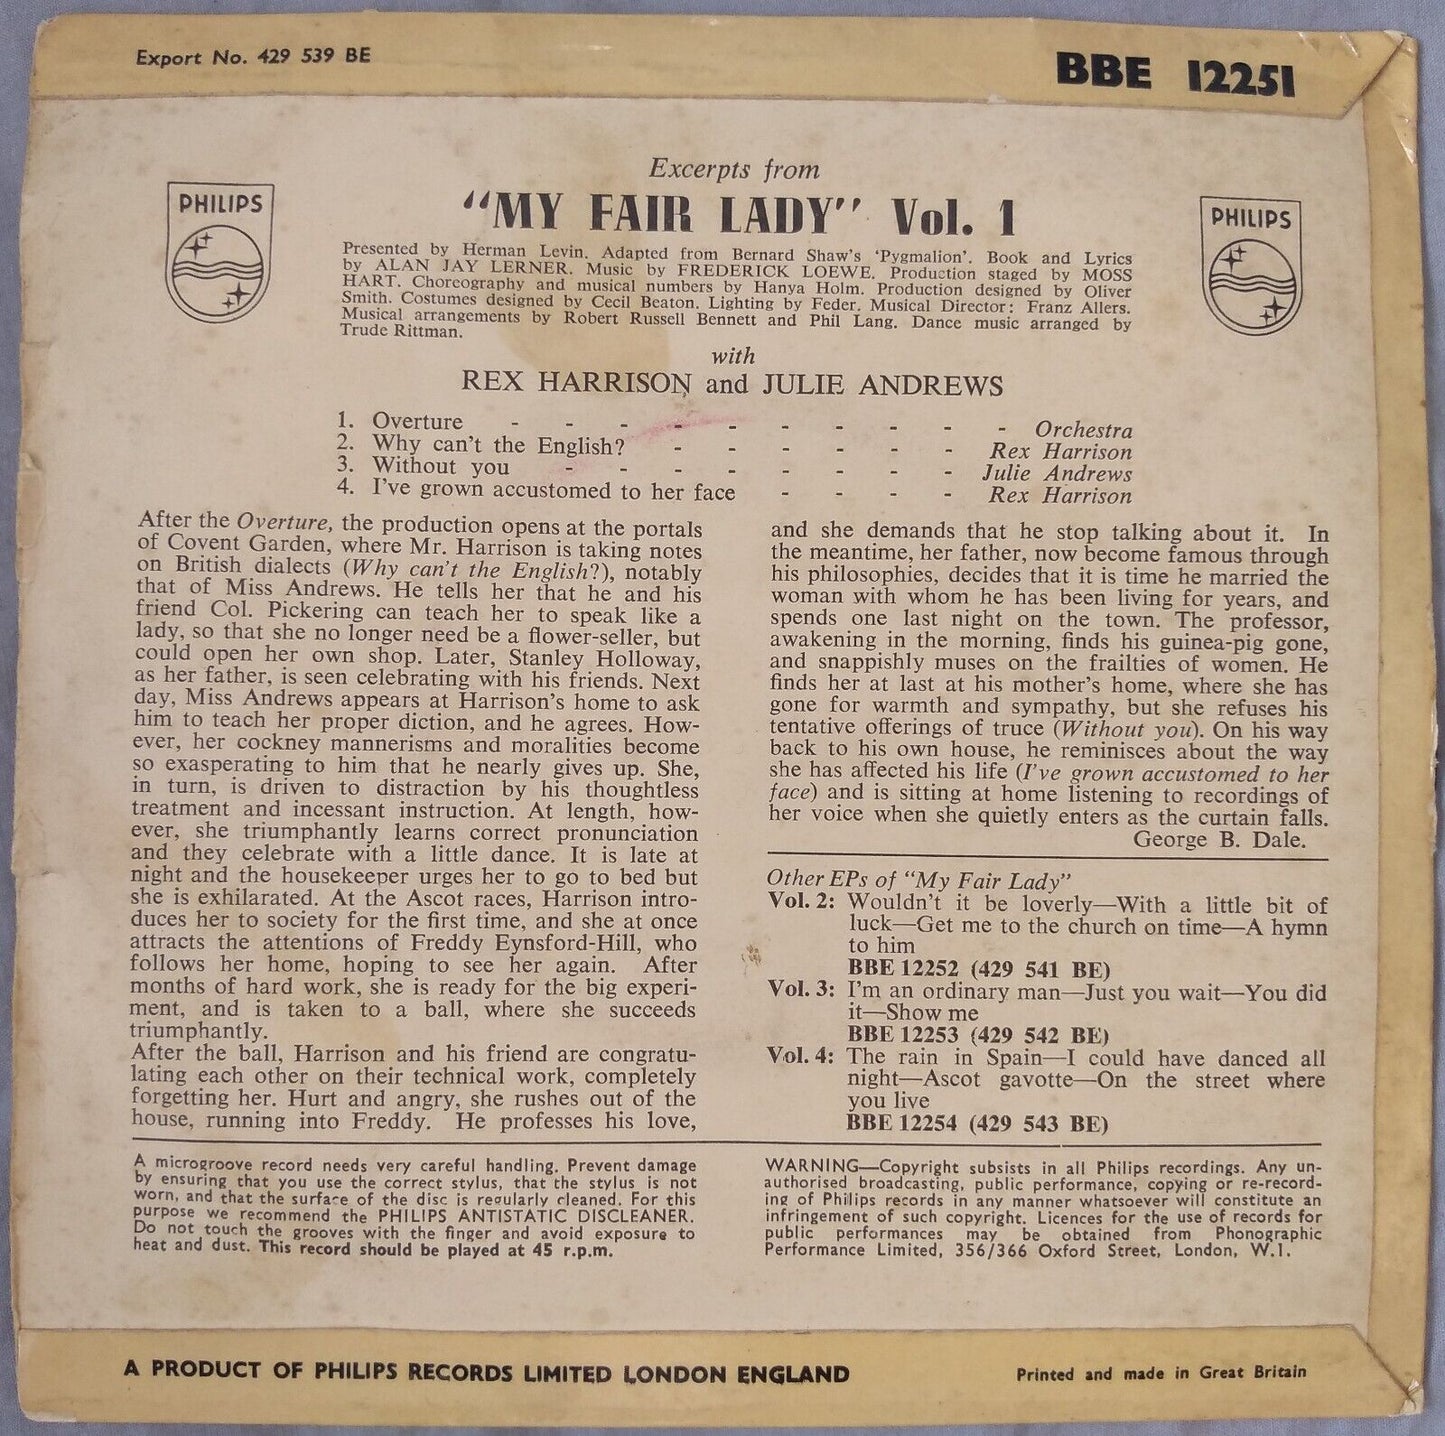 Export No. 429 539 BE
BBE 12251
PHILIPS
PHILIPS
Excerpts from
"MY FAIR LADY" Vol. 1
Presented by Herman Levin. Adapted from Bernard Shaw's 'Pygmalion'. Book and Lyrics
by ALAN JAY LERNER. Music by FREDERICK LOEWE. Production staged by MOSS
HART. Choreography and musical numbers by Hanya Holm. Production designed by Oliver
Smith. Costumes designed by Cecil Beaton. Lighting by Feder. Musical Director: Franz Allers.
Musical arrangements by Robert Russell Bennett and Phil Lang. Dance music arranged by
Trude Rittman.
with
REX HARRISON and JULIE ANDREWS
1. Overture - - - - - - - - - - Orchestra
2. Why can't the English? - - - - - - Rex Harrison
3. Without you - - - - - - - - Julie Andrews
4. I've grown accustomed to her face - - - - Rex Harrison
After the Overture, the production opens at the portals
of Covent Garden, where Mr. Harrison is taking notes
on British dialects (Why can't the English?), notably
that of Miss Andrews. He tells her that he and his
friend Col. Pickering can teach her to speak like a
lady, so that she no longer need be a flower-seller, but
could open her own shop. Later, Stanley Holloway,
as her father, is seen celebrating with his friends. Next
day, Miss Andrews appears at Harrison's home to ask
him to teach her proper diction, and he agrees. How-
ever, her cockney mannerisms and moralities become
so exasperating to him that he nearly gives up. She,
in turn, is driven to distraction by his thoughtless
treatment and incessant instruction. At length, how-
ever, she triumphantly learns correct pronunciation
and they celebrate with a little dance. It is late at
night and the housekeeper urges her to go to bed but
she is exhilarated. At the Ascot races, Harrison intro-
duces her to society for the first time, and she at once
attracts the attentions of Freddy Eynsford-Hill, who
follows her home, hoping to see her again. After
months of hard work, she is ready for the big experi-
ment, and is taken to a ball, where she succeeds
triumphantly.
After the ball, Harrison and his friend are congratu-
lating each other on their technical work, completely
forgetting her. Hurt and angry, she rushes out of the
house, running into Freddy. He professes his love,
and she demands that he stop talking about it. In
the meantime, her father, now become famous through
his philosophies, decides that it is time he married the
woman with whom he has been living for years, and
spends one last night on the town. The professor,
awakening in the morning, finds his guinea-pig gone,
and snappishly muses on the frailties of women. He
finds her at last at his mother's home, where she has
gone for warmth and sympathy, but she refuses his
tentative offerings of truce (Without you). On his way
back to his own house, he reminisces about the way
she has affected his life (I've grown accustomed to her
face) and is sitting at home listening to recordings of
her voice when she quietly enters as the curtain falls.
George B. Dale.
Other EPs of "My Fair Lady"
Vol. 2: Wouldn't it be loverly—With a little bit of
luck—Get me to the church on time—A hymn
to him
BBE 12252 (429 541 BE)
Vol. 3: I'm an ordinary man—Just you wait—You did
it—Show me
BBE 12253 (429 542 BE)
Vol. 4: The rain in Spain—I could have danced all
night—Ascot gavotte—On the street where
you live
BBE 12254 (429 543 BE)
A microgroove record needs very careful handling. Prevent damage
by ensuring that you use the correct stylus, that the stylus is not
worn, and that the surface of the disc is regularly cleaned. For this
purpose we recommend the PHILIPS ANTISTATIC DISCLEANER.
Do not touch the grooves with the finger and avoid exposure to
heat and dust. This record should be played at 45 r.p.m.
WARNING—Copyright subsists in all Philips recordings. Any un-
authorised broadcasting, public performance, copying or re-record-
ing of Philips records in any manner whatsoever will constitute an
infringement of such copyright. Licences for the use of records for
public performances may be obtained from Phonographic
Performance Limited, 356/366 Oxford Street, London, W.1.
A PRODUCT OF PHILIPS RECORDS LIMITED LONDON ENGLAND
Printed and made in Great Britain